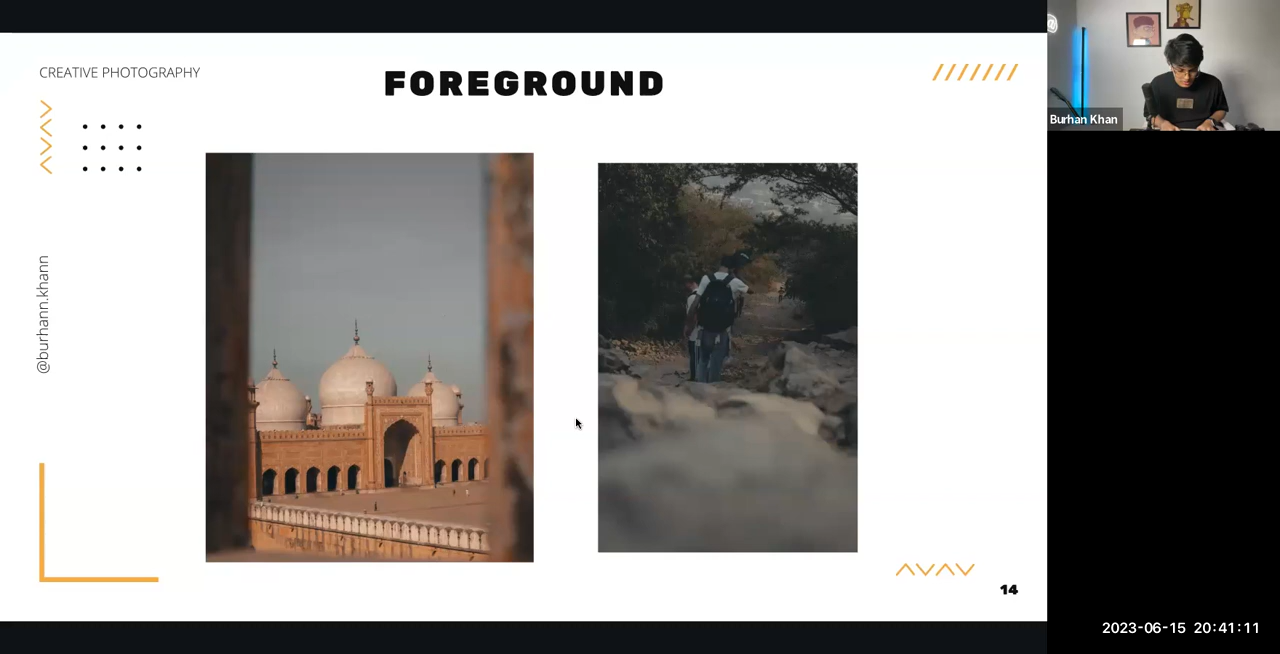 CREATIVE PHOTOGRAPHY
FOREGROUND
@burhann.khann
14
Burhan Khan
2023-06-15 20:41:11